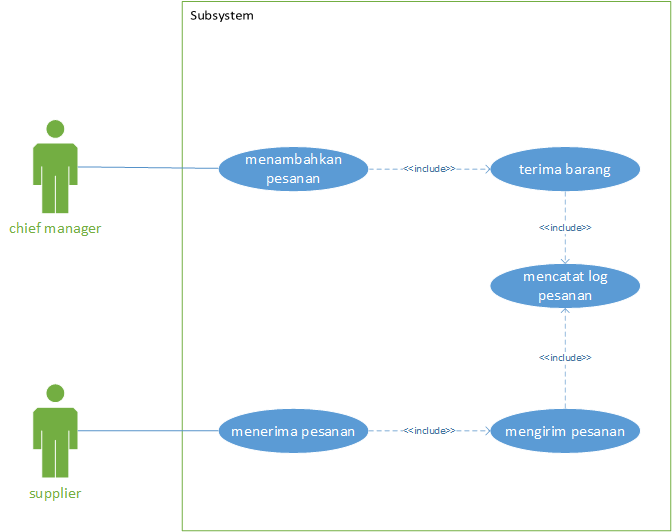 Subsystem
menambahkan
pesanan
<<include>>
terima barang
chief manager
<<include>>
mencatat log
pesanan
<<include>>
menerima pesanan
<<include>>
mengirim pesanan
supplier